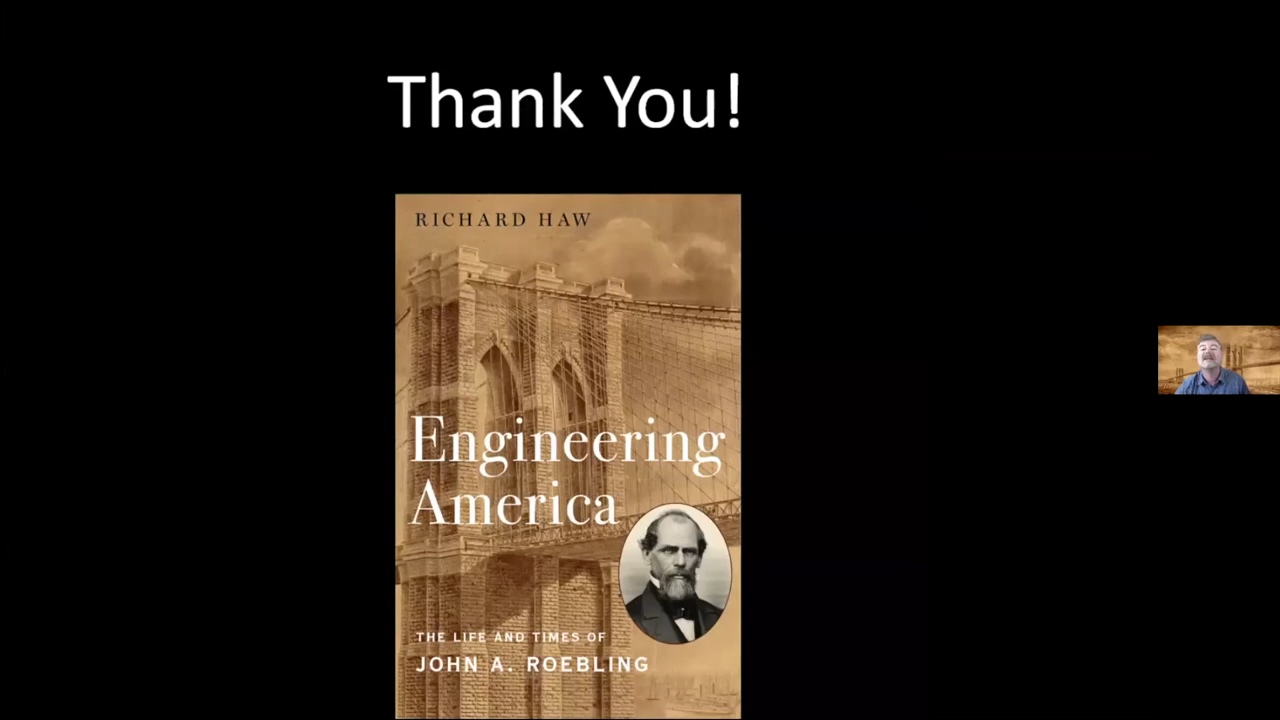 Thank You!
RICHARD HAW
Engineering
America
THE LIFE AND TIMES OF
JOHN A. ROEBLING